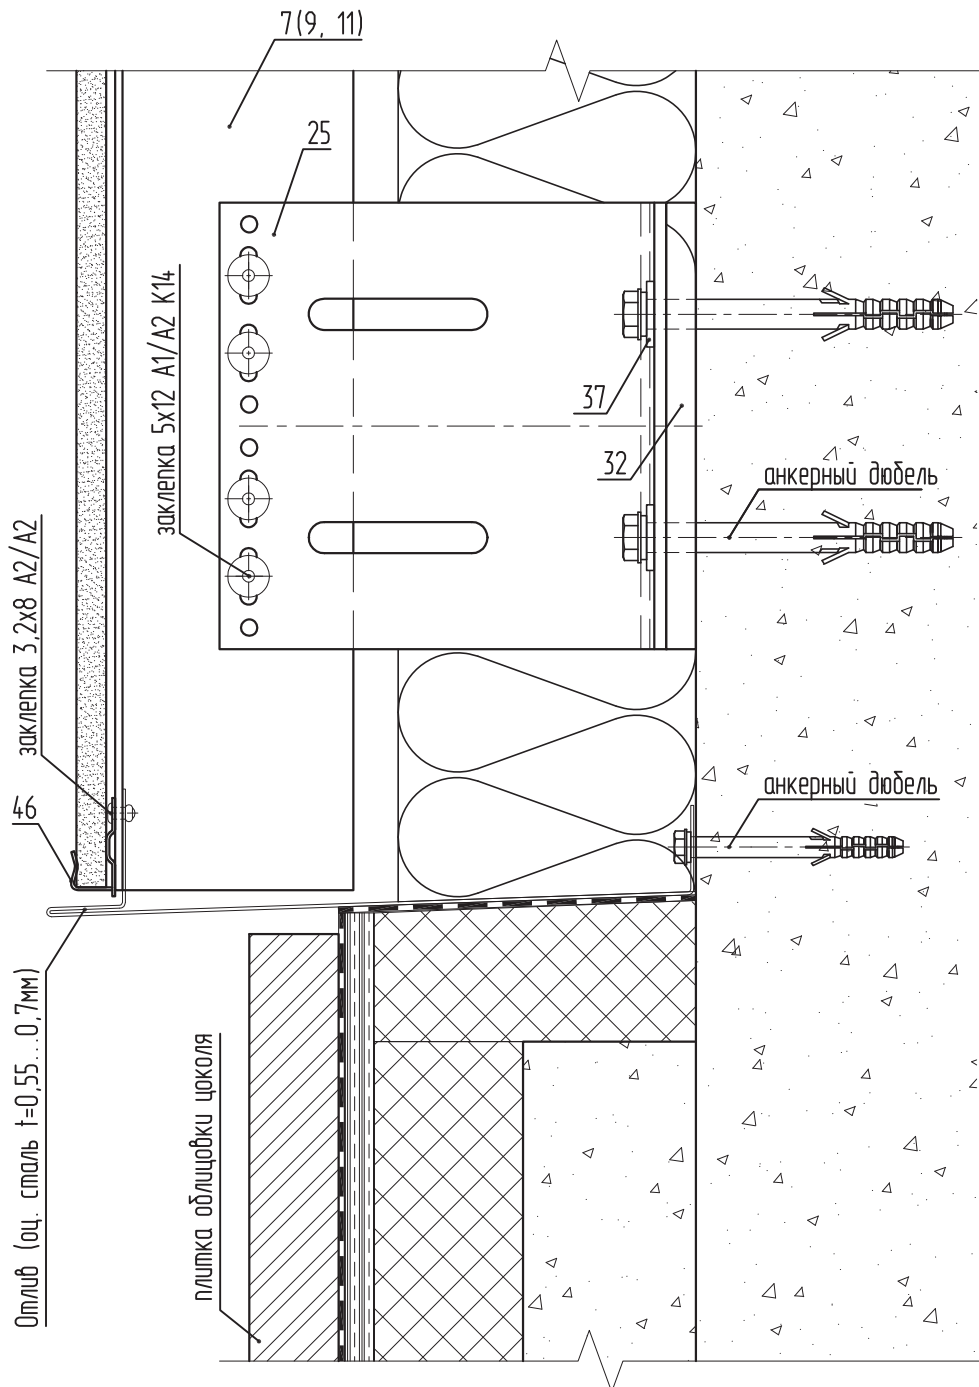 7(9, 11)
25
заклепка 5х12 А1/А2 К14
37
32
анкерный дюбель
заклепка 3,2х8 А2/А2
46
анкерный дюбель
Отлив (оц. сталь t=0,55...0,7мм)
плитка облицовки цоколя